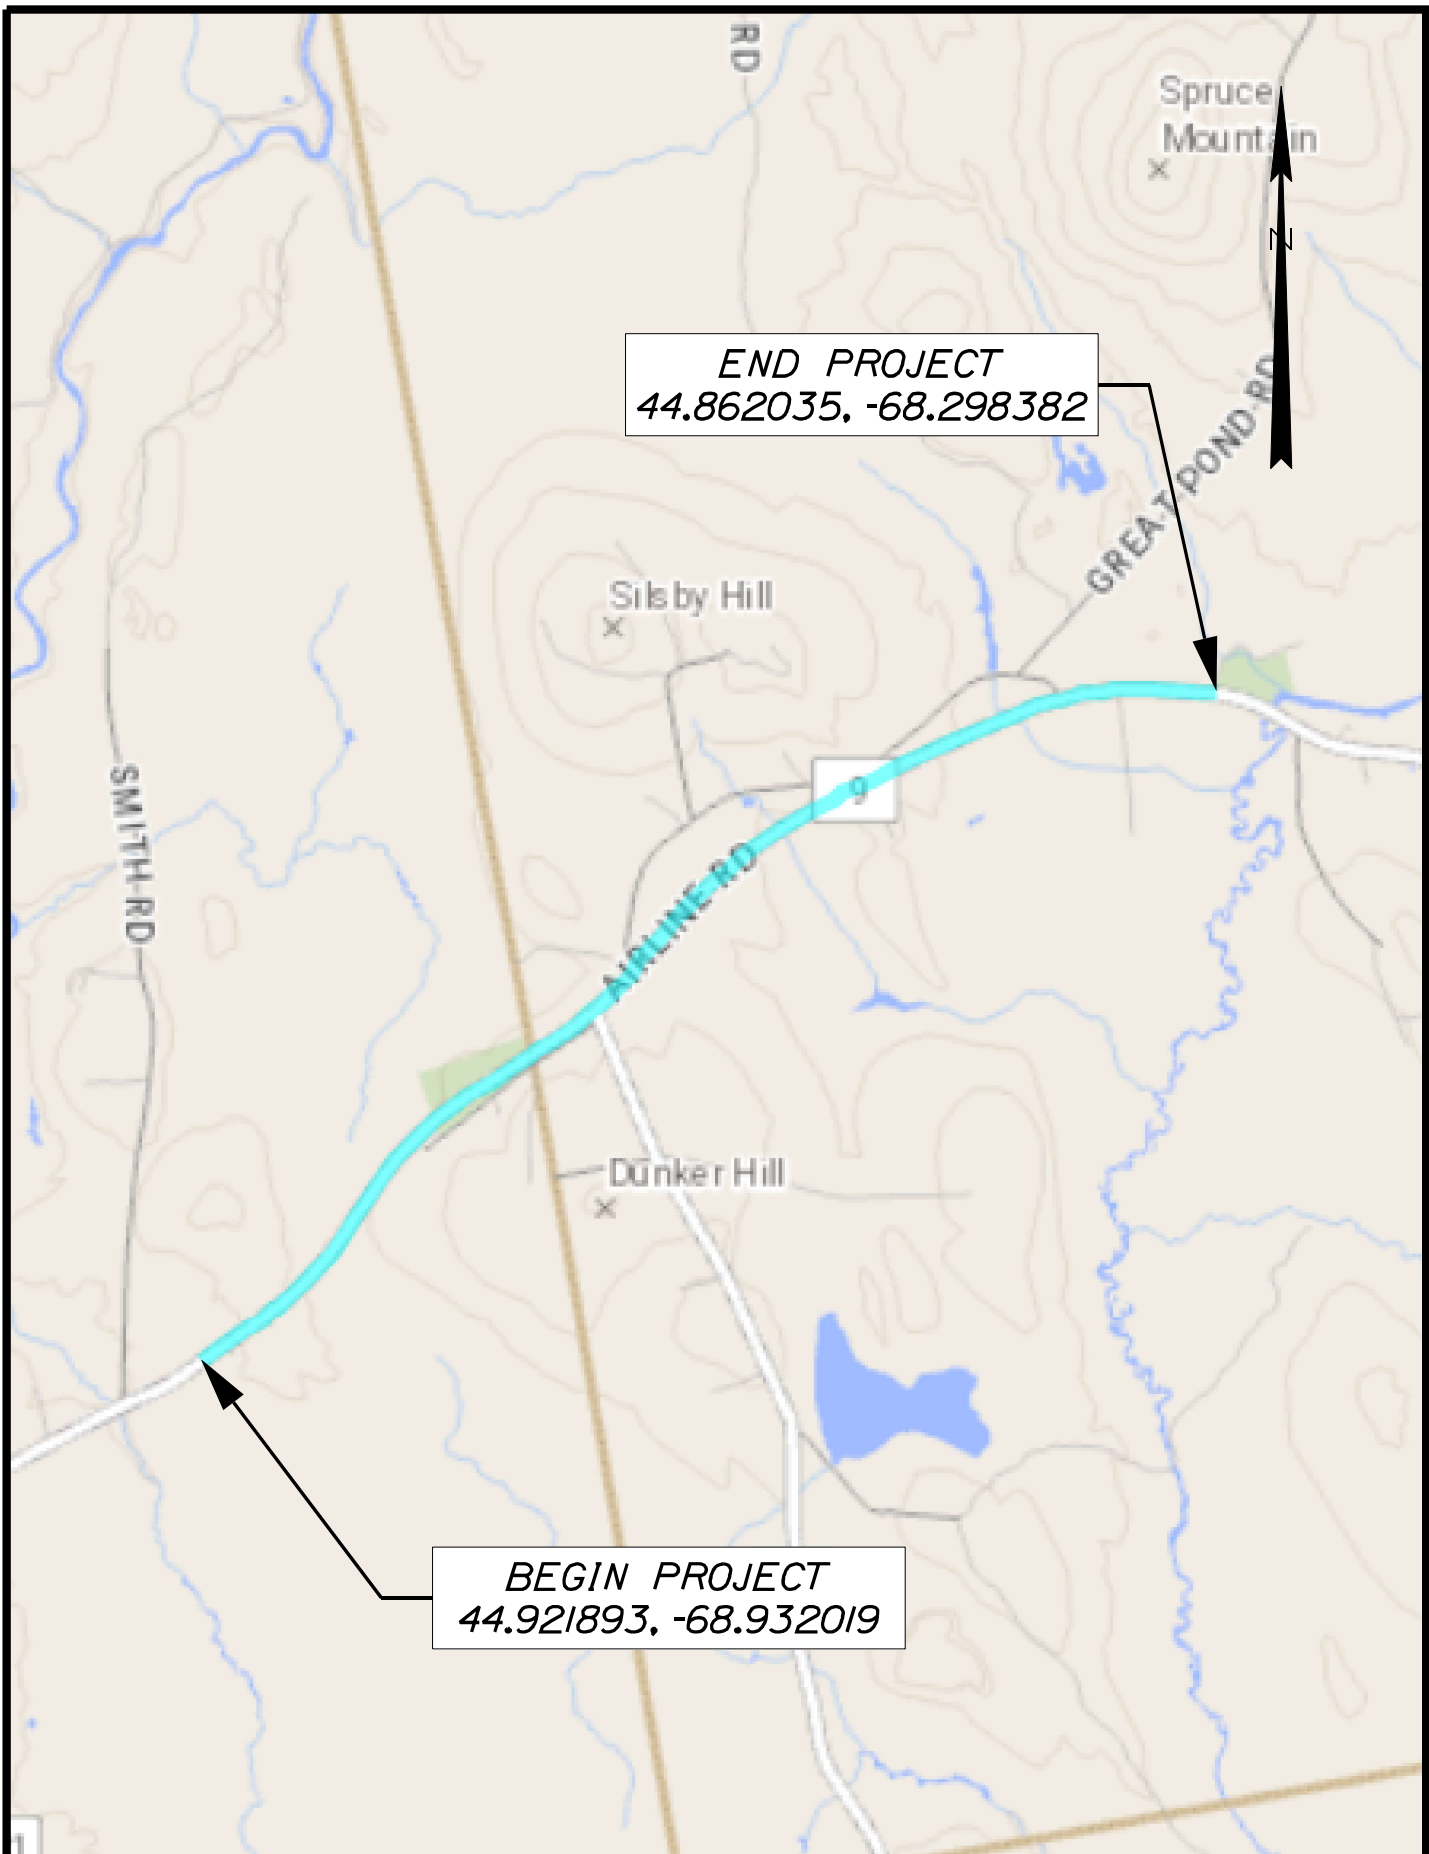 RD
Spruce
Mountain
N
END PROJECT
44.862035, -68.298382
GREAT POND RD
Silsby Hill
SMITH RD
9
AIRLINE RD
Dunker Hill
BEGIN PROJECT
44.921893, -68.932019
1